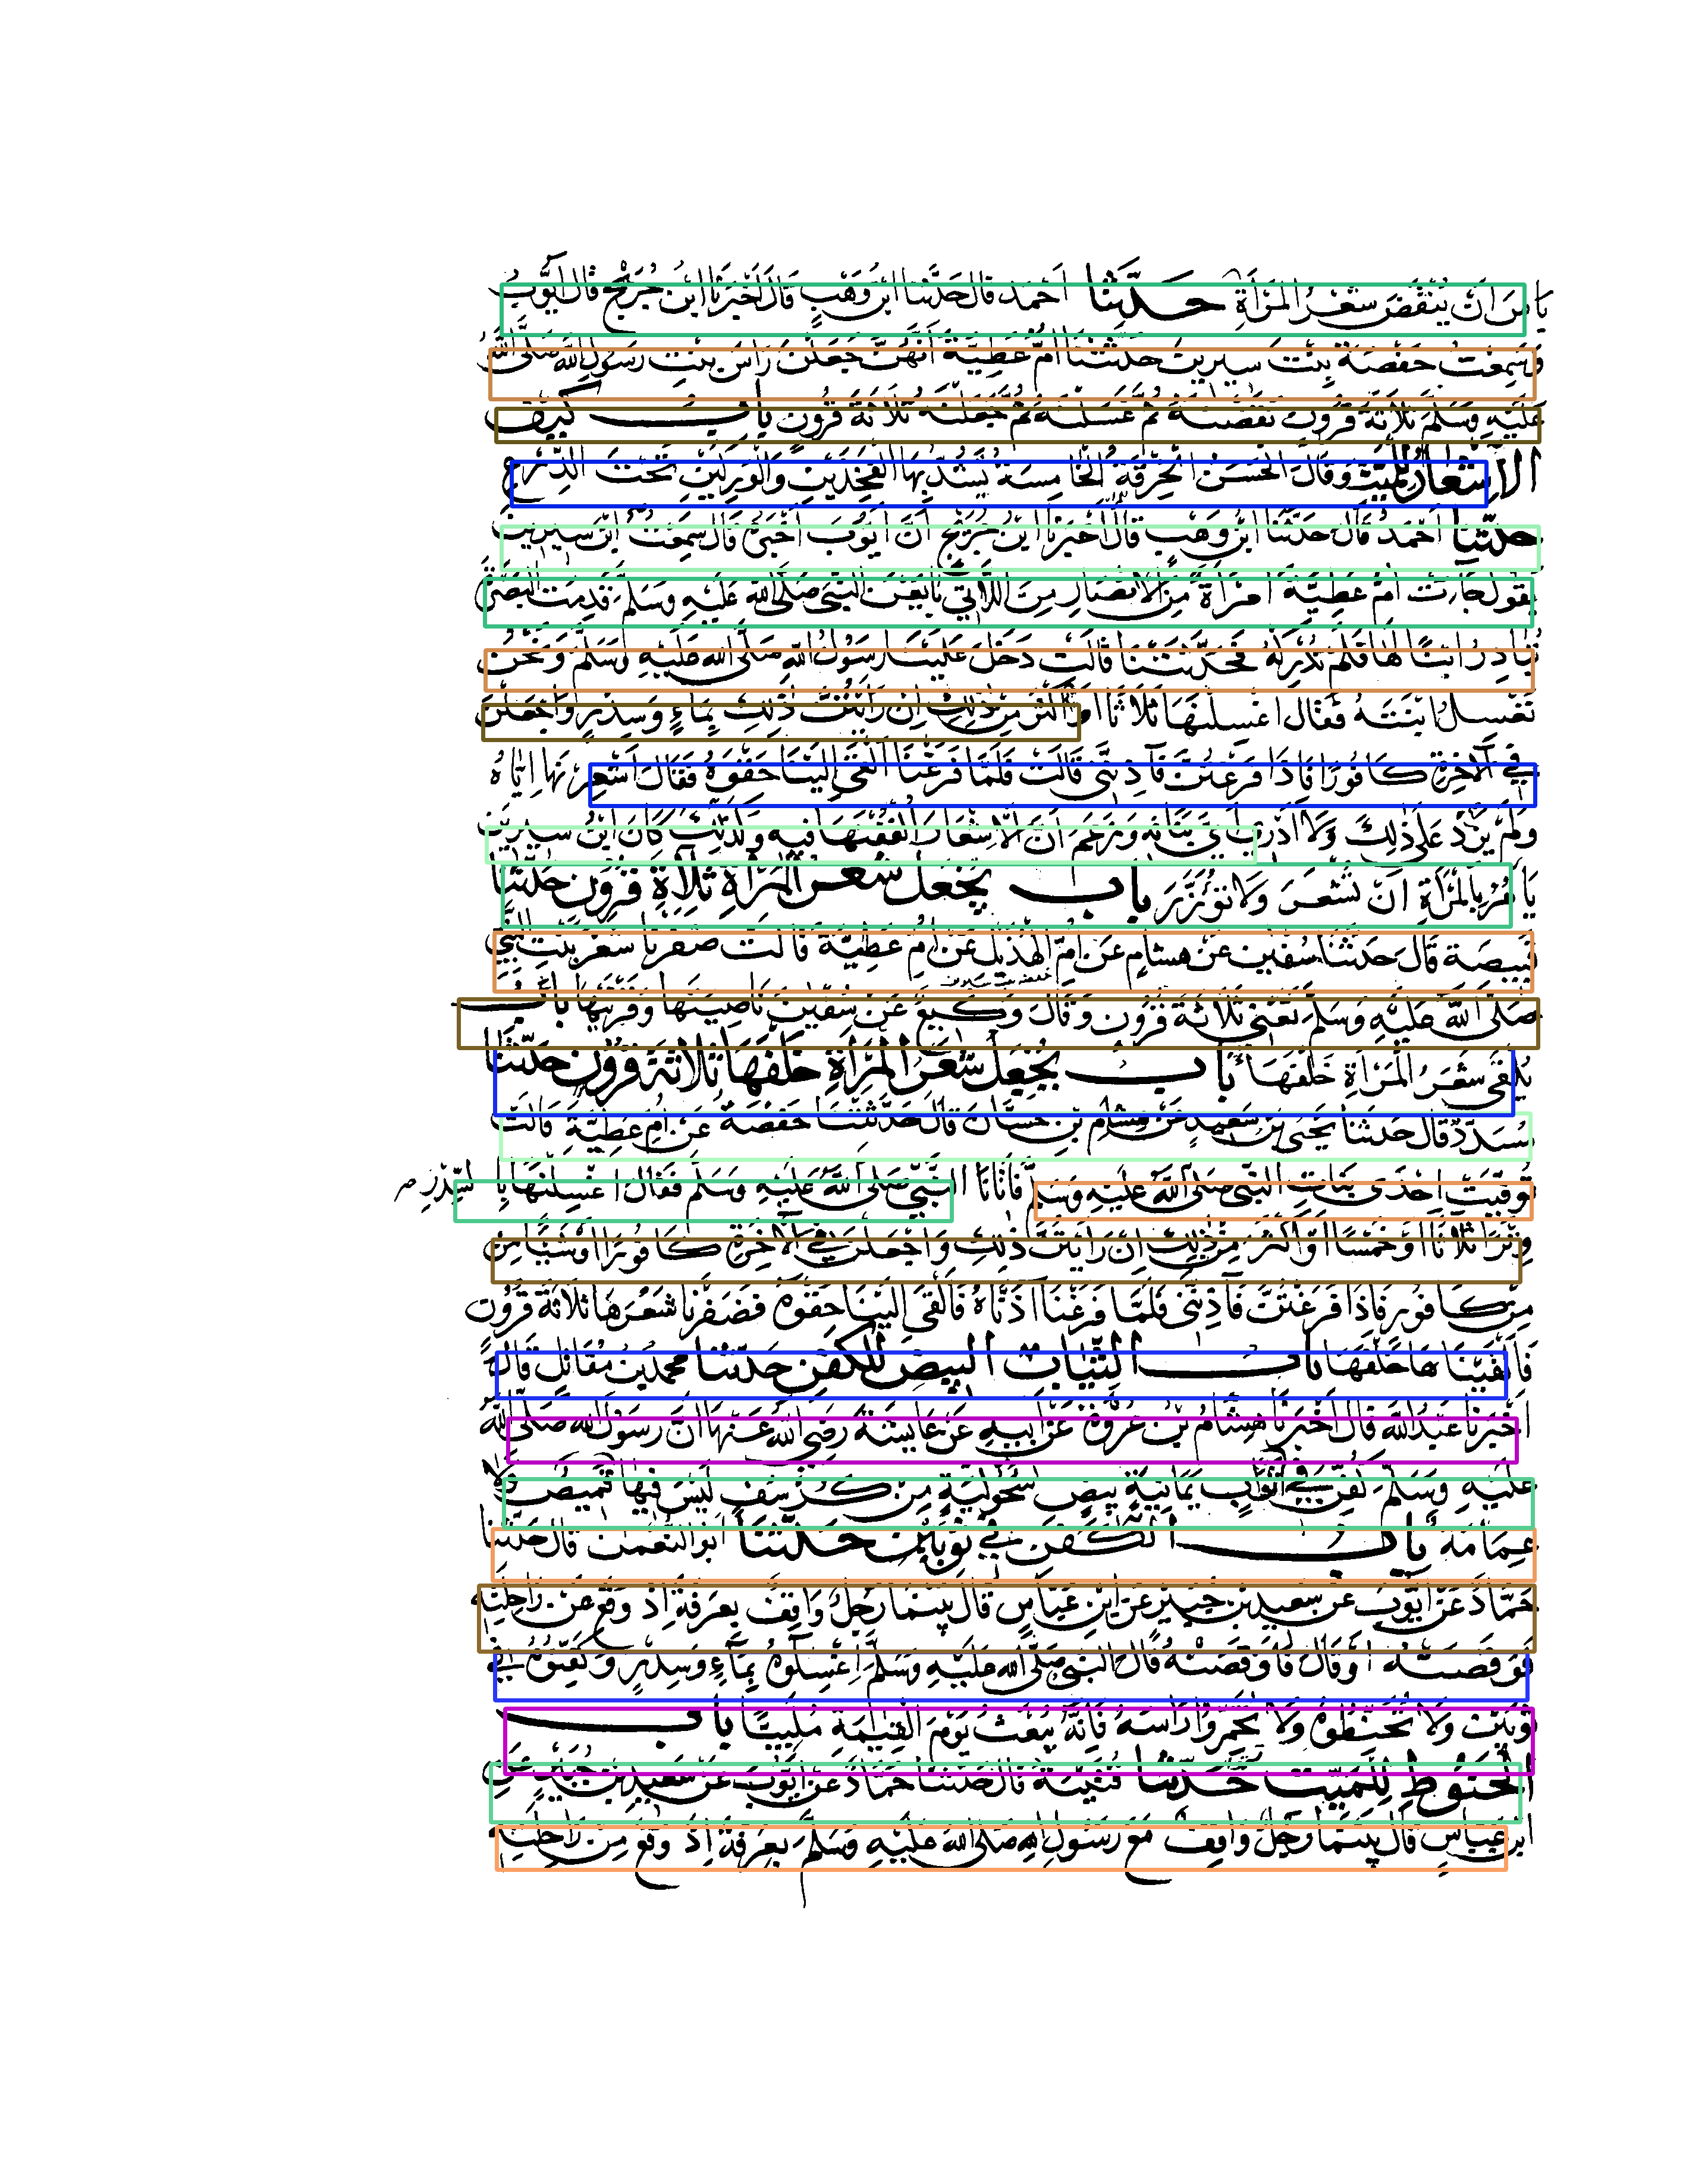 باس ان ينقض شعر المرأة حدثنا احمد قال حدثنا ابن وهب قال اخبرنا ابن جريج قال ايوب
وسمعت حفصة بنت سيرين حدثتنا ام عطية انهن جعلن راس بنت رسول الله صلى الله
عليه وسلم ثلاثة قرون نقضنه ثم غسلنه ثم جعلنه ثلاثة قرون باب كيف
الاشعار للميت وقال الحسن الخرقة الخامسة يشد بها الفخذين والوركين تحت الدرع
حدثنا احمد قال حدثنا ابن وهب قال اخبرنا ابن جريج ان ايوب اخبره قال سمعت ابن سيرين
يقول جاءت ام عطية امرأة من الانصار من اللاتي بايعن النبي صلى الله عليه وسلم قدمت البصرة
تبادر ابنا لها فلم تدركه فحدثتنا قالت دخل علينا رسول الله صلى الله عليه وسلم ونحن
نغسل ابنته فقال اغسلنها ثلاثا او اكثر من ذلك ان رايتن ذلك بماء وسدر واجعلن
في الآخرة كافورا فاذا فرغتن فآذنني قالت فلما فرغنا القى الينا حقوه فقال اشعرنها اياه
ولم يزد على ذلك ولا ادري اي بناته وزعم ان الاشعار الففنها فيه وكذلك كان ابن سيرين
يأمر بالمرأة ان تشعر ولا تؤزر باب يجعل شعر المرأة ثلاثة قرون حدثنا
قبيصة قال حدثنا سفين عن هشام عن ام الهذيل عن ام عطية قالت ضفرنا شعر بنت النبي
صلى الله عليه وسلم تعني ثلاثة قرون وقال وكيع عن سفين ناصيتها وقرنيها باب
يلقى شعر المرأة خلفها باب يجعل شعر المرأة خلفها ثلاثة قرون حدثنا
مسدد قال حدثنا يحيى بن سعيد عن هشام بن حسان قال حدثتنا حفصة عن ام عطية قالت
توفيت احدى بنات النبي صلى الله عليه وسلم فاتانا النبي صلى الله عليه وسلم فقال اغسلنها بالسدر
وترا ثلاثا او خمسا او اكثر من ذلك ان رايتن ذلك واجعلن في الآخرة كافورا او شيئا من
من كافور فاذا فرغتن فآذنني فلما فرغنا آذناه فالقى الينا حقوه فضفرنا شعرها ثلاثة قرون
فالقيناها خلفها باب الثياب البيض للكفن حدثنا محمد بن مقاتل قال
اخبرنا عبد الله قال اخبرنا هشام بن عروة عن ابيه عن عايشة رضي الله عنها ان رسول الله صلى الله
عليه وسلم كفن في اثواب يمانية بيض سحولية من كرسف ليس فيها قميص ولا
عمامة باب الكفن في ثوبين حدثنا ابو النعمان قال حدثنا
حماد عن ايوب عن سعيد بن جبير عن ابن عباس قال بينما رجل واقف بعرفة اذ وقع عن راحلته
فوقصته او قال فاوقصته قال النبي صلى الله عليه وسلم اغسلوه بماء وسدر وكفنوه في
ثوبين ولا تحنطوه ولا تخمروا راسه فانه يبعث يوم القيمة ملبيا باب
الحنوط للميت حدثنا قتيبة قال حدثنا حماد عن ايوب عن سعيد بن جبير عن
ابن عباس قال بينما رجل واقف مع رسول الله صلى الله عليه وسلم بعرفة اذ وقع من راحلته